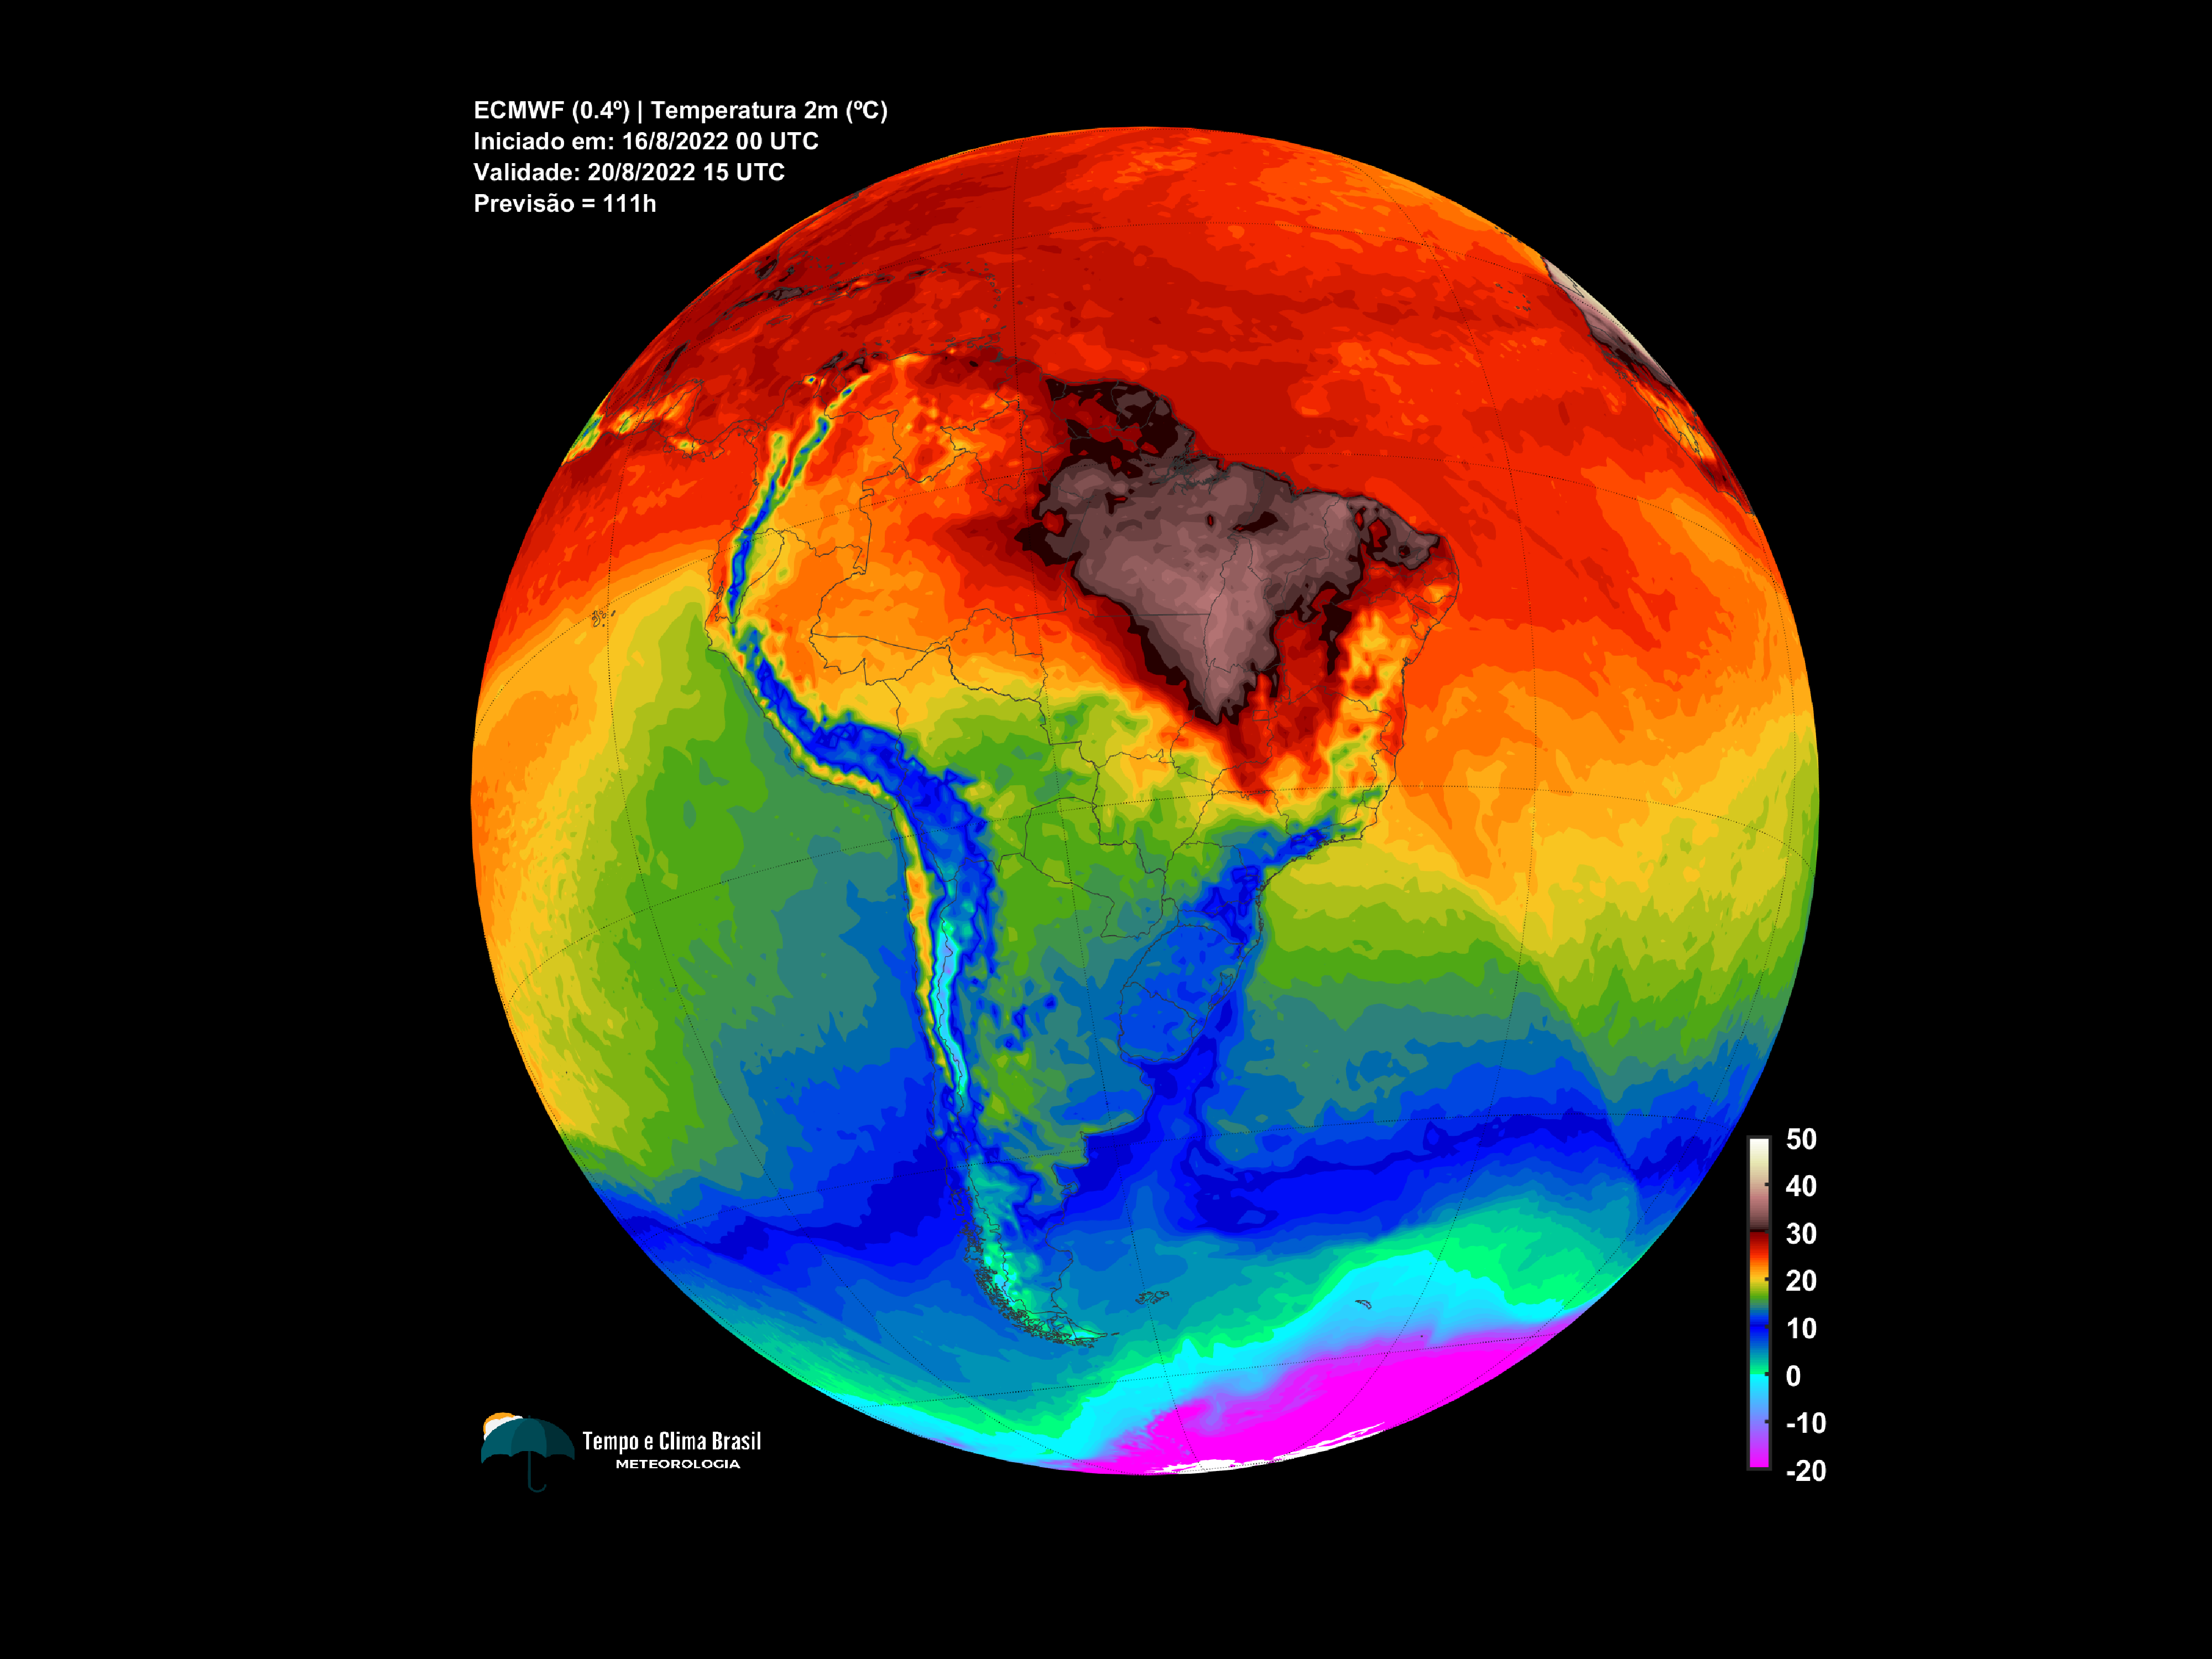 ECMWF (0.4º) | Temperatura 2m (ºC)
Iniciado em: 16/8/2022 00 UTC
Validade: 20/8/2022 15 UTC
Previsão = 111h
50
40
30
20
10
0
-10
-20
Tempo e Clima Brasil
METEOROLOGIA